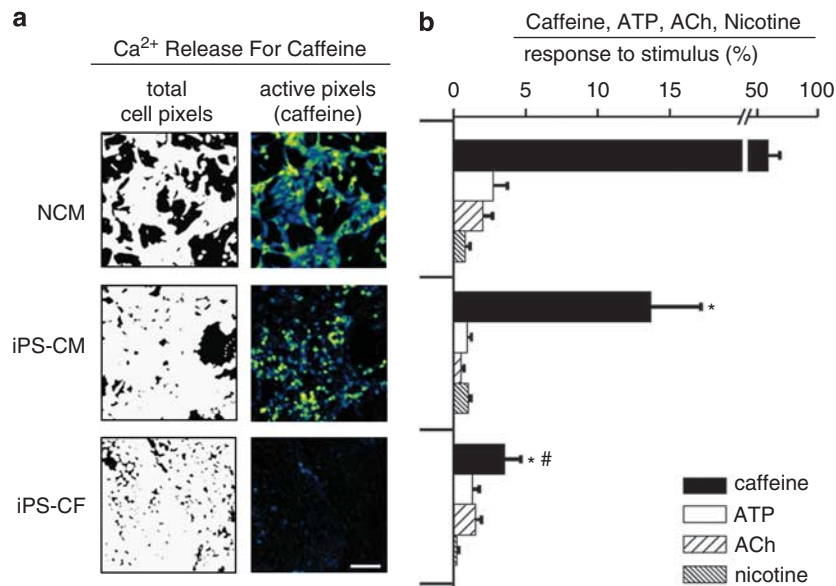 a
Ca²⁺ Release For Caffeine
total
cell pixels
active pixels
(caffeine)
NCM
iPS-CM
iPS-CF
b
Caffeine, ATP, ACh, Nicotine
response to stimulus (%)
0 5 10 15 50 100
*
* #
caffeine
ATP
ACh
nicotine